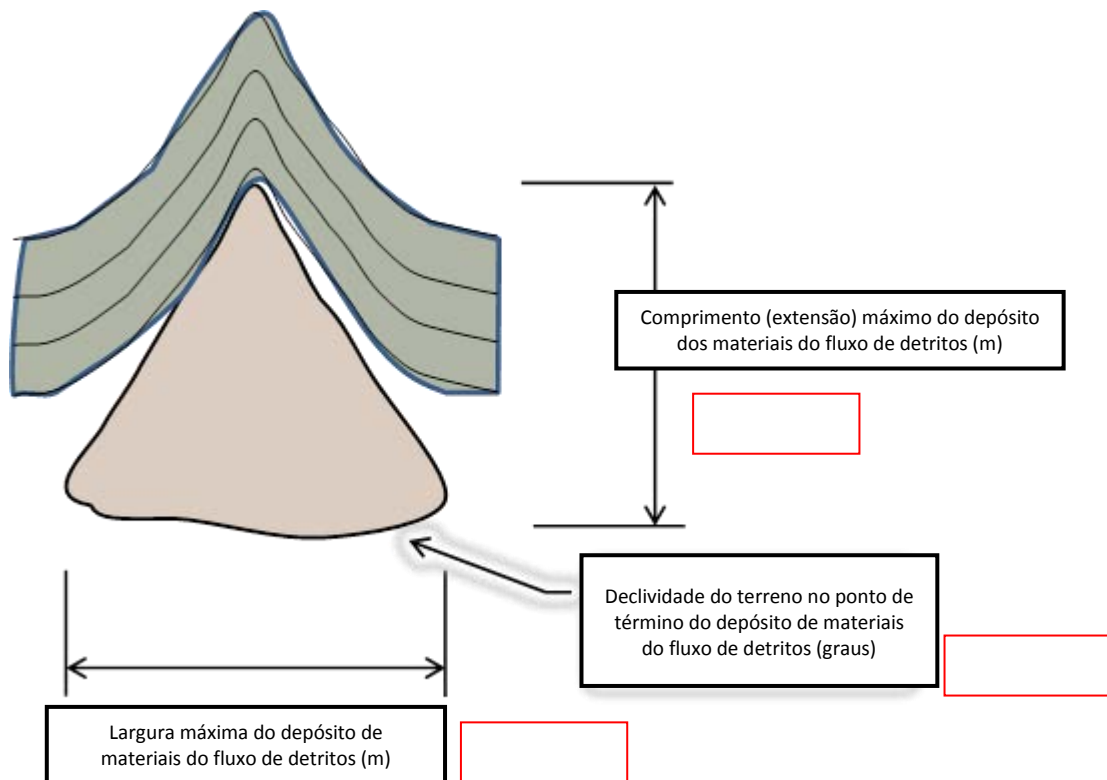 Comprimento (extensão) máximo do depósito
dos materiais do fluxo de detritos (m)
Declividade do terreno no ponto de
término do depósito de materiais
do fluxo de detritos (graus)
Largura máxima do depósito de
materiais do fluxo de detritos (m)